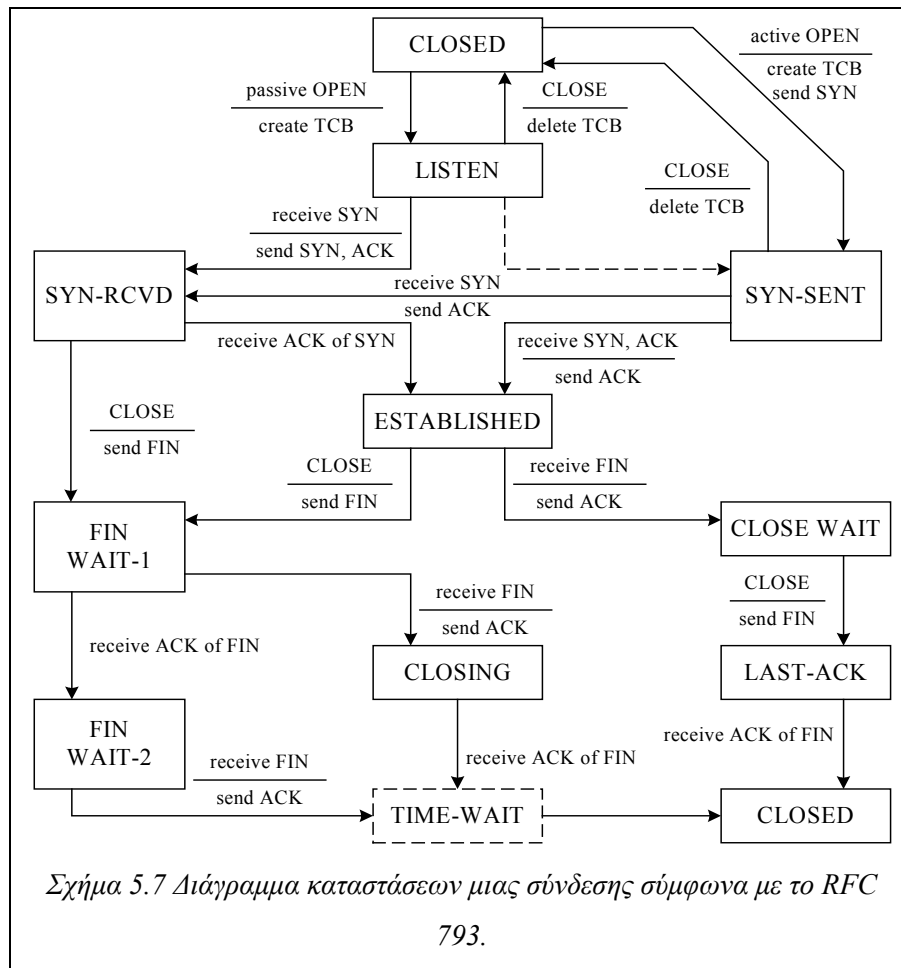 CLOSED
active OPEN
create TCB
send SYN
passive OPEN
create TCB
CLOSE
delete TCB
LISTEN
CLOSE
delete TCB
receive SYN
send SYN, ACK
SYN-RCVD
receive SYN
send ACK
SYN-SENT
receive ACK of SYN
receive SYN, ACK
send ACK
ESTABLISHED
CLOSE
send FIN
CLOSE
send FIN
receive FIN
send ACK
FIN
WAIT-1
CLOSE WAIT
receive FIN
send ACK
CLOSE
send FIN
receive ACK of FIN
CLOSING
LAST-ACK
FIN
WAIT-2
receive FIN
send ACK
receive ACK of FIN
receive ACK of FIN
TIME-WAIT
CLOSED
Σχήμα 5.7 Διάγραμμα καταστάσεων μιας σύνδεσης σύμφωνα με το RFC
793.